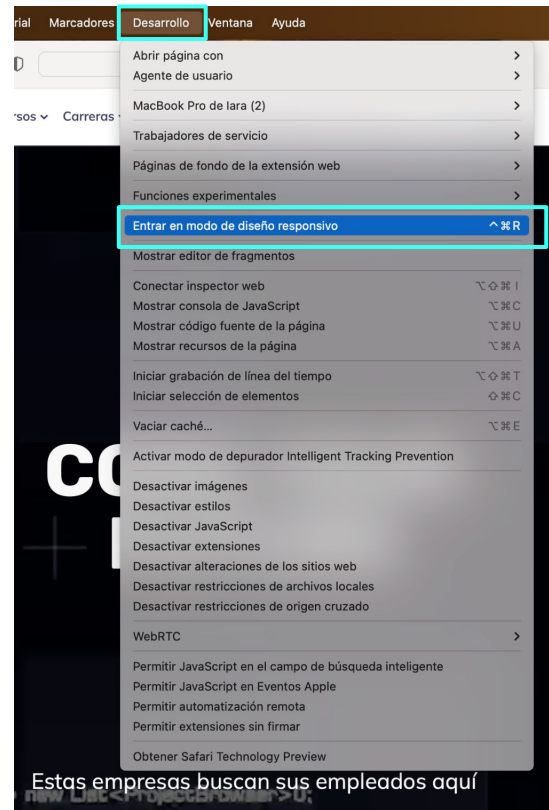 rial Marcadores Desarrollo Ventana Ayuda
rsos Carreras
Abrir página con
Agente de usuario
MacBook Pro de Iara (2)
Trabajadores de servicio
Páginas de fondo de la extensión web
Funciones experimentales
Entrar en modo de diseño responsivo ^⌘R
Mostrar editor de fragmentos
Conectar inspector web ⌥⇧⌘I
Mostrar consola de JavaScript ⌥⌘C
Mostrar código fuente de la página ⌥⌘U
Mostrar recursos de la página ⌥⌘A
Iniciar grabación de línea del tiempo ⌥⇧⌘T
Iniciar selección de elementos ⇧⌘C
Vaciar caché... ⌥⌘E
Activar modo de depurador Intelligent Tracking Prevention
Desactivar imágenes
Desactivar estilos
Desactivar JavaScript
Desactivar extensiones
Desactivar alteraciones de los sitios web
Desactivar restricciones de archivos locales
Desactivar restricciones de origen cruzado
WebRTC
Permitir JavaScript en el campo de búsqueda inteligente
Permitir JavaScript en Eventos Apple
Permitir automatización remota
Permitir extensiones sin firmar
Obtener Safari Technology Preview
Estas empresas buscan sus empleados aquí